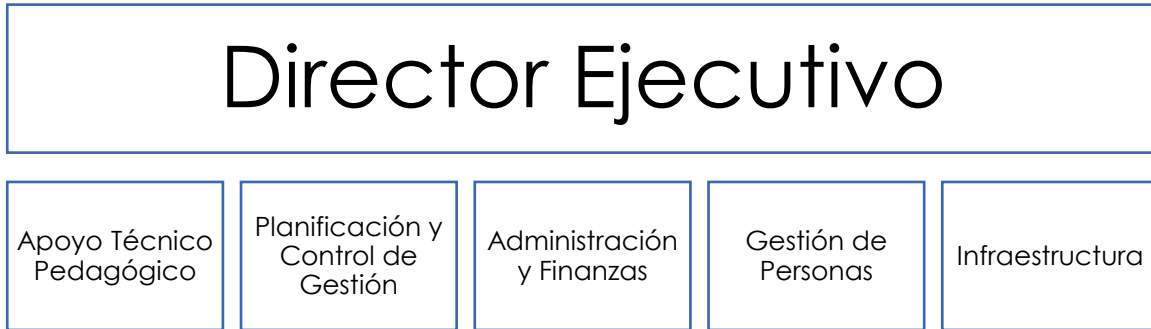 Director Ejecutivo
Apoyo Técnico
Pedagógico
Planificación y
Control de
Gestión
Administración
y Finanzas
Gestión de
Personas
Infraestructura